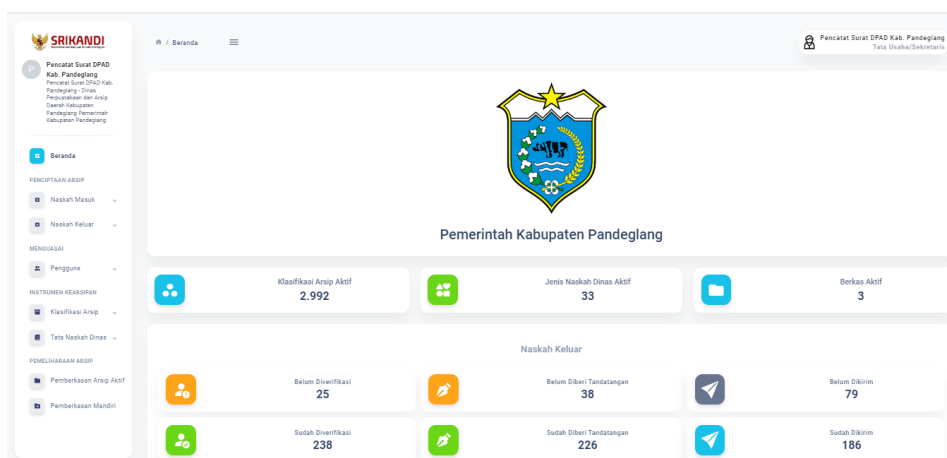 SRIKANDI
P
Pencatat Surat DPAD
Kab. Pandeglang
Pencatat Surat DPAD Kab.
Pandeglang - Dinas
Perpustakaan dan Arsip
Daerah Kabupaten
Pandeglang Pemerintah
Kabupaten Pandeglang
Beranda
PENCIPTAAN ARSIP
Naskah Masuk
Naskah Keluar
MENGUASAI
Pengguna
INSTRUMEN KEARSIPAN
Klasifikasi Arsip
Tata Naskah Dinas
PEMELIHARAAN ARSIP
Pemberkasan Arsip Aktif
Pemberkasan Mandiri
/ Beranda
Pencatat Surat DPAD Kab. Pandeglang
Tata Usaha/Sekretaris
Pemerintah Kabupaten Pandeglang
Klasifikasi Arsip Aktif
2.992
Jenis Naskah Dinas Aktif
33
Berkas Aktif
3
Naskah Keluar
Belum Diverifikasi
25
Belum Diberi Tandatangan
38
Belum Dikirim
79
Sudah Diverifikasi
238
Sudah Diberi Tandatangan
226
Sudah Dikirim
186